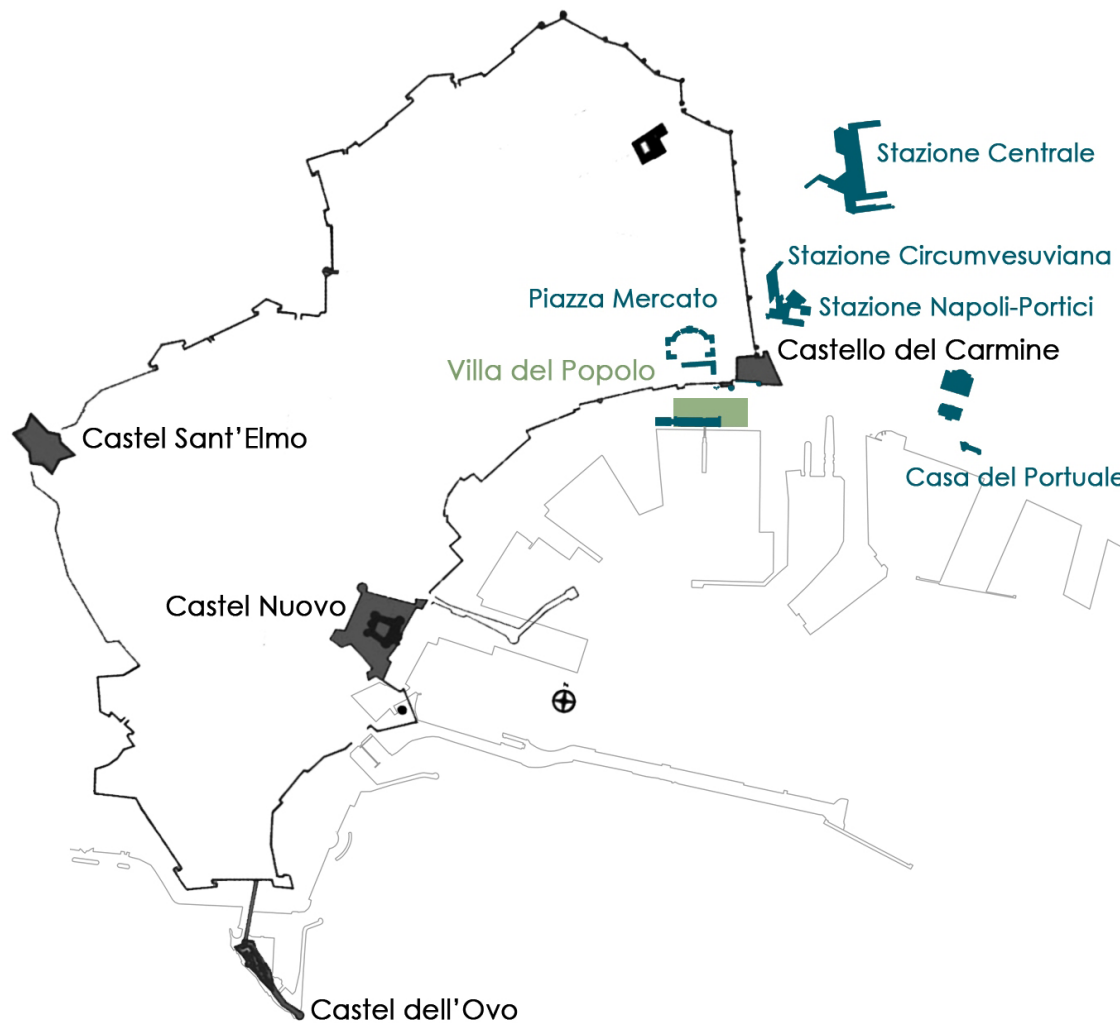 Stazione Centrale
Stazione Circumvesuviana
Piazza Mercato
Stazione Napoli-Portici
Castello del Carmine
Villa del Popolo
Castel Sant'Elmo
Casa del Portuale
Castel Nuovo
Castel dell'Ovo